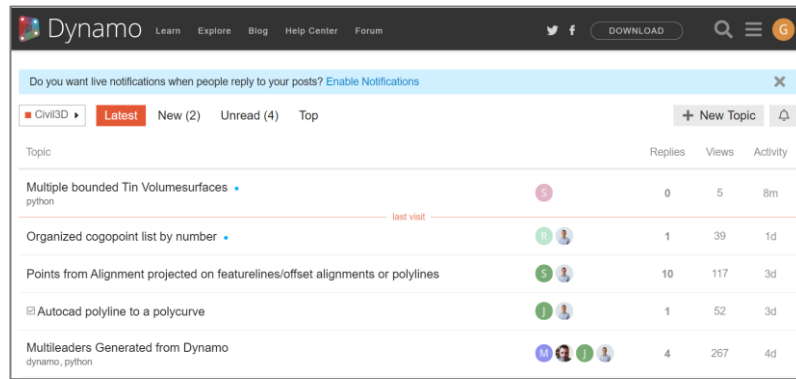 Dynamo Learn Explore Blog Help Center Forum DOWNLOAD G
Do you want live notifications when people reply to your posts? Enable Notifications
Civil3D Latest New (2) Unread (4) Top + New Topic
Topic Replies Views Activity
Multiple bounded Tin Volumesurfaces S 0 5 8m
python
last visit
Organized cogopoint list by number R 1 39 1d
Points from Alignment projected on featurelines/offset alignments or polylines S 10 117 3d
Autocad polyline to a polycurve J 1 52 3d
Multileaders Generated from Dynamo M J 4 267 4d
dynamo, python